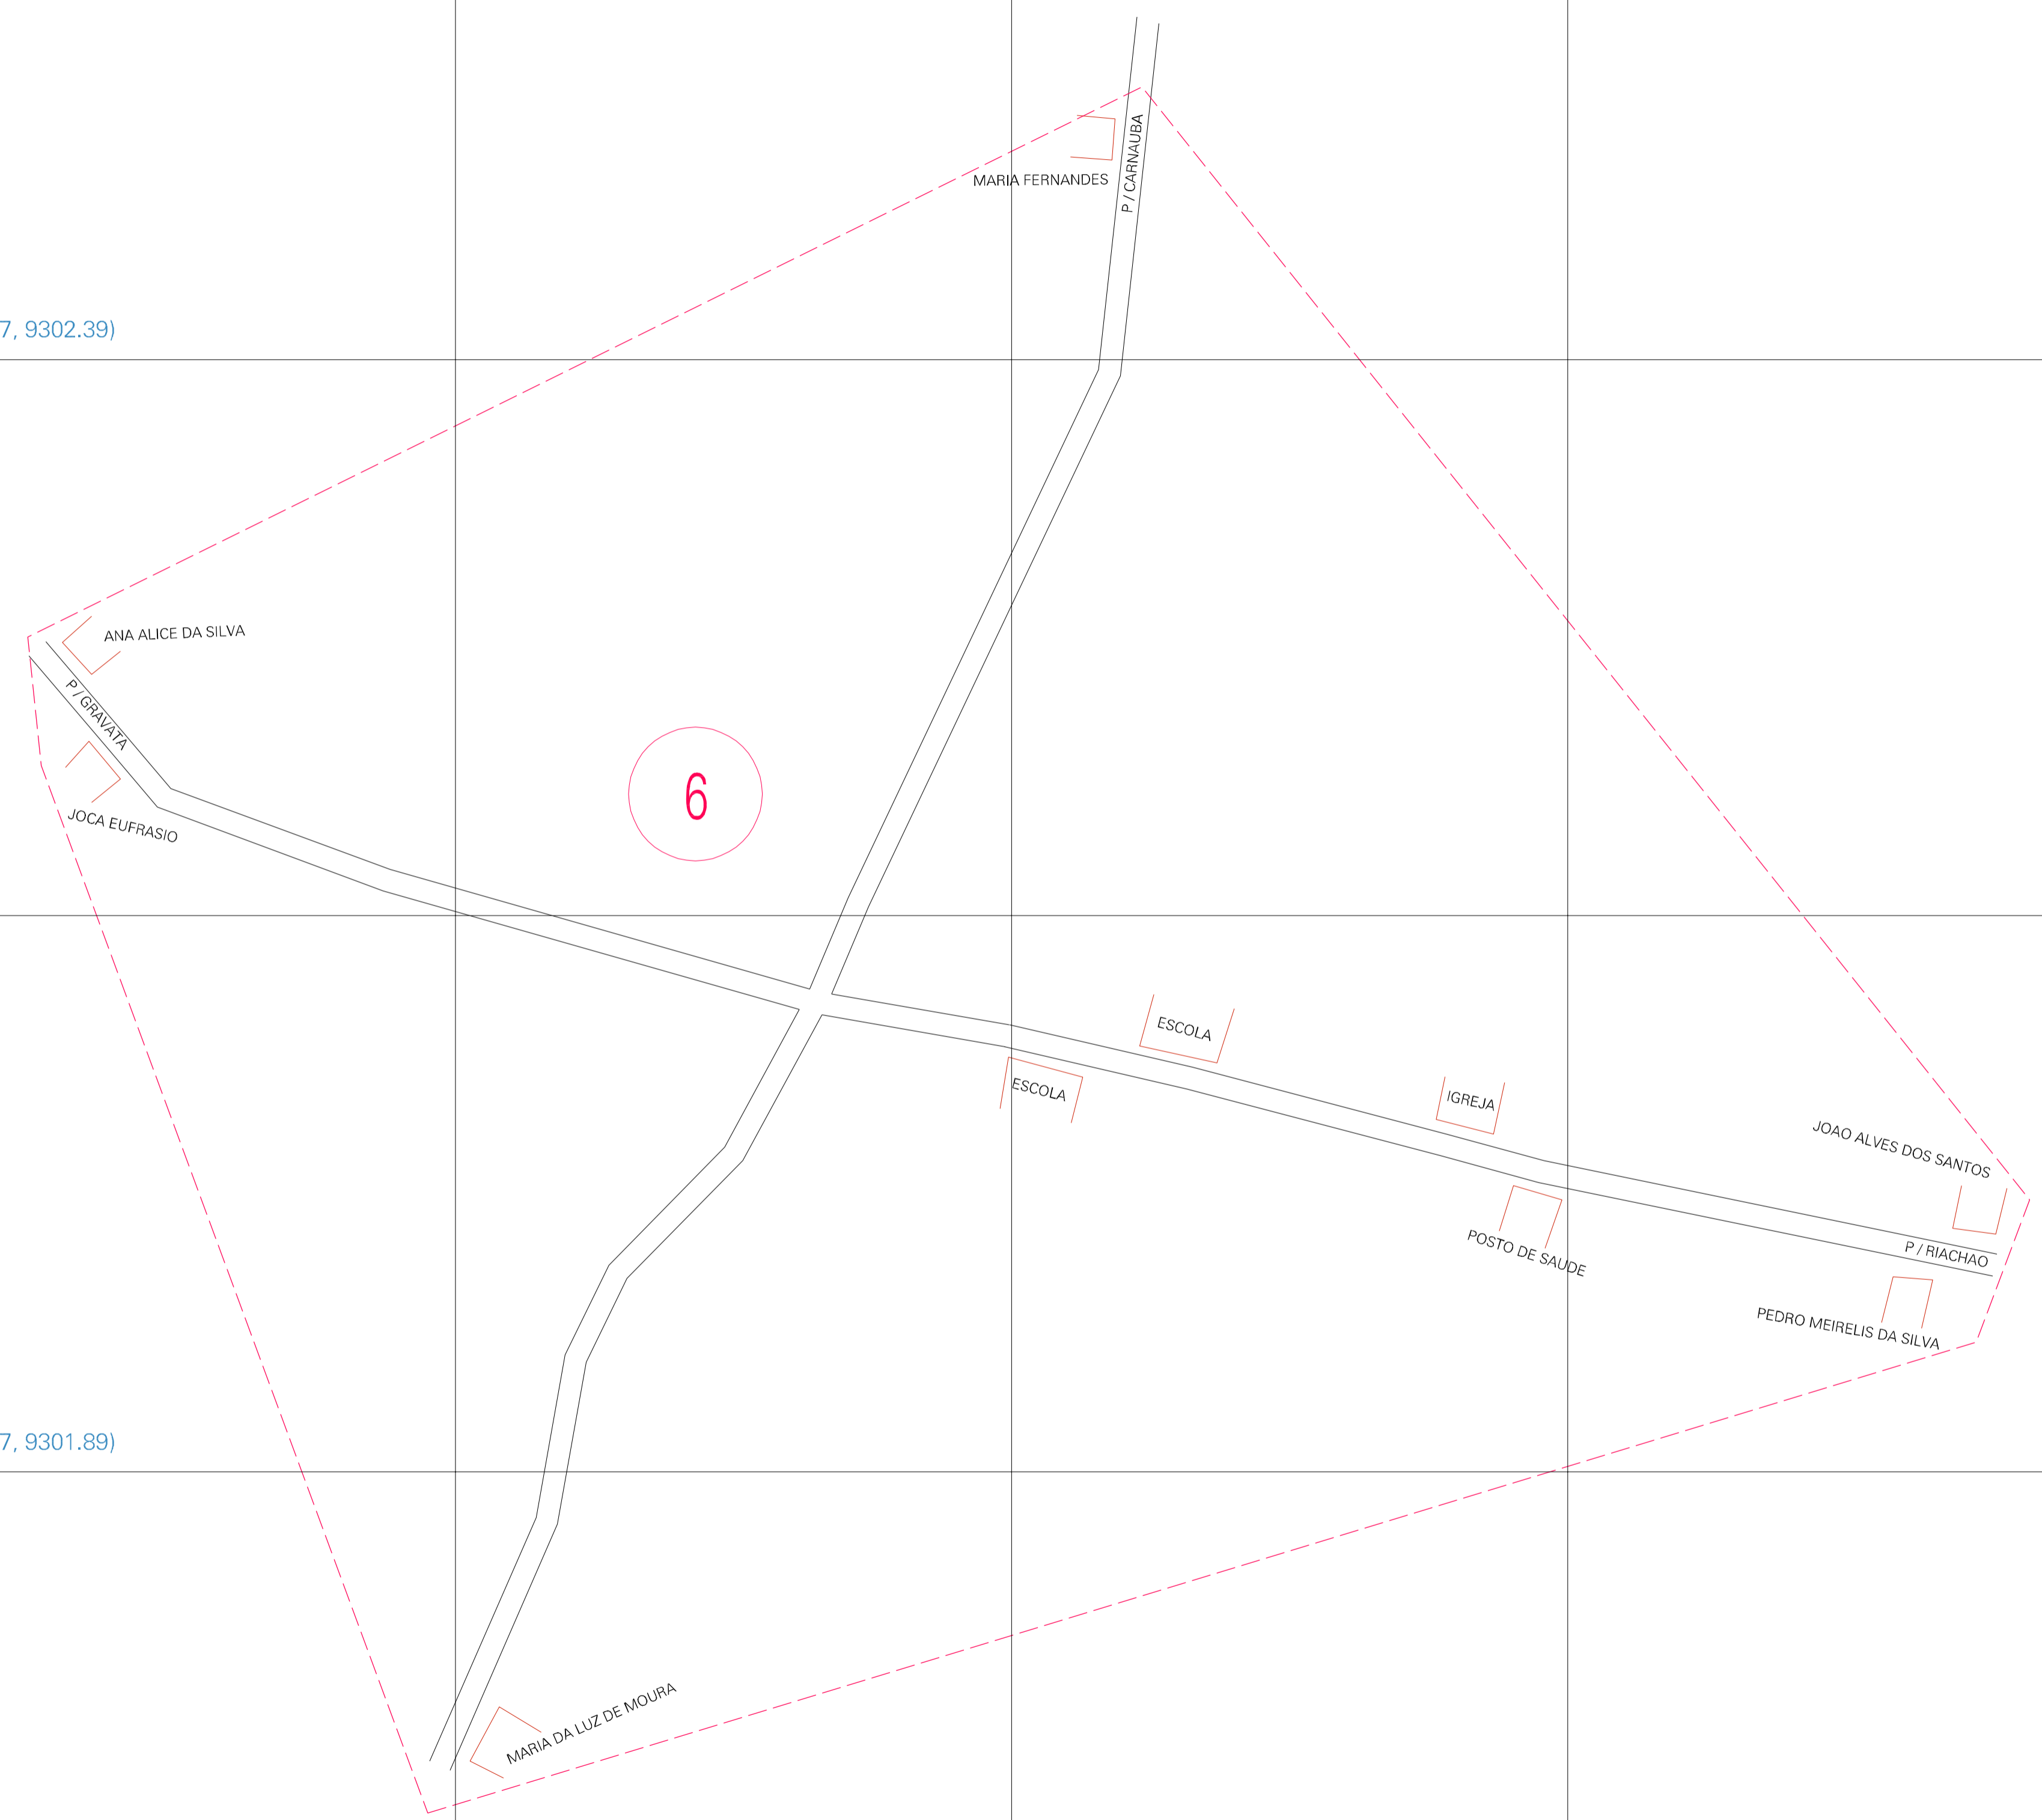 P / CARNAUBA
MARIA FERNANDES
7, 9302.39)
ANA ALICE DA SILVA
P / GRAVATA
6
JOCA EUFRASIO
ESCOLA
ESCOLA
IGREJA
JOAO ALVES DOS SANTOS
P / RIACHAO
POSTO DE SAUDE
PEDRO MEIRELIS DA SILVA
7, 9301.89)
MARIA DA LUZ DE MOURA